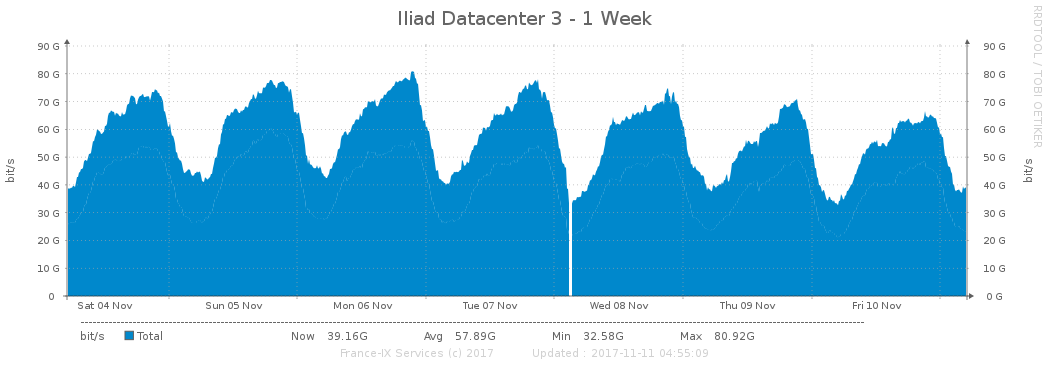 Iliad Datacenter 3 - 1 Week
RRDTOOL / TOBI OETIKER
bit/s
bit/s
90 G 90 G
80 G 80 G
70 G 70 G
60 G 60 G
50 G 50 G
40 G 40 G
30 G 30 G
20 G 20 G
10 G 10 G
0 0 G
Sat 04 Nov Sun 05 Nov Mon 06 Nov Tue 07 Nov Wed 08 Nov Thu 09 Nov Fri 10 Nov
bit/s Total Now 39.16G Avg 57.89G Min 32.58G Max 80.92G
France-IX Services (c) 2017 Updated : 2017-11-11 04:55:09